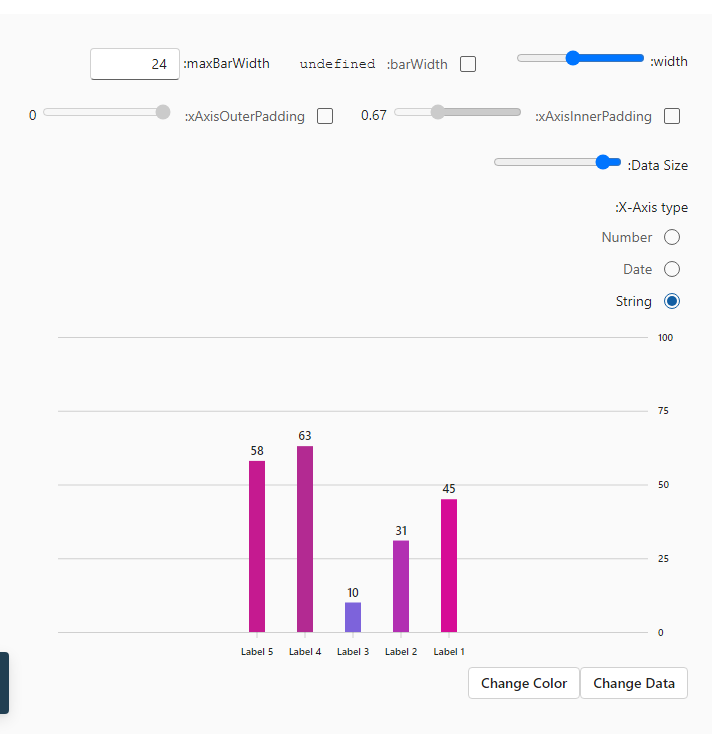 :width
:barWidth undefined
:maxBarWidth 24
:xAxisInnerPadding 0.67
:xAxisOuterPadding 0
:Data Size
:X-Axis type
Number
Date
String
100
75
50
25
0
58
63
10
31
45
Label 5
Label 4
Label 3
Label 2
Label 1
Change Color
Change Data